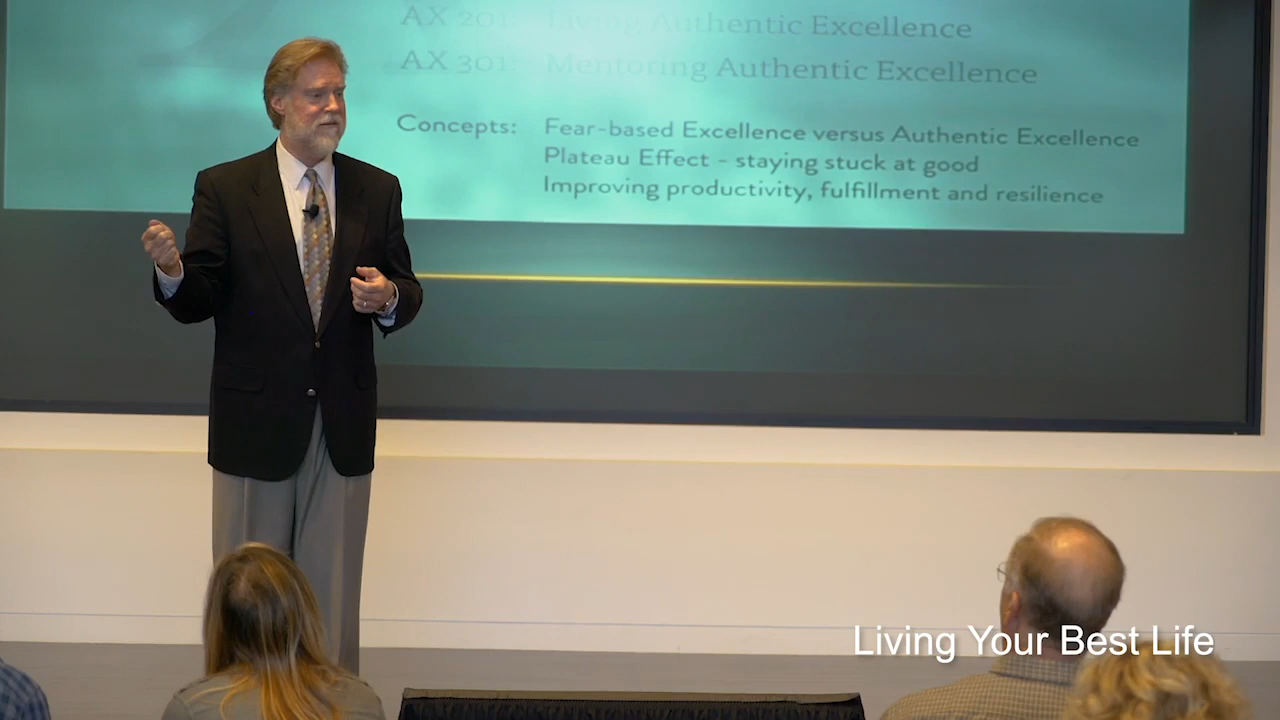 AX 201: Living Authentic Excellence
AX 301: Mentoring Authentic Excellence
Concepts: Fear-based Excellence versus Authentic Excellence
Plateau Effect - staying stuck at good
Improving productivity, fulfillment and resilience
Living Your Best Life